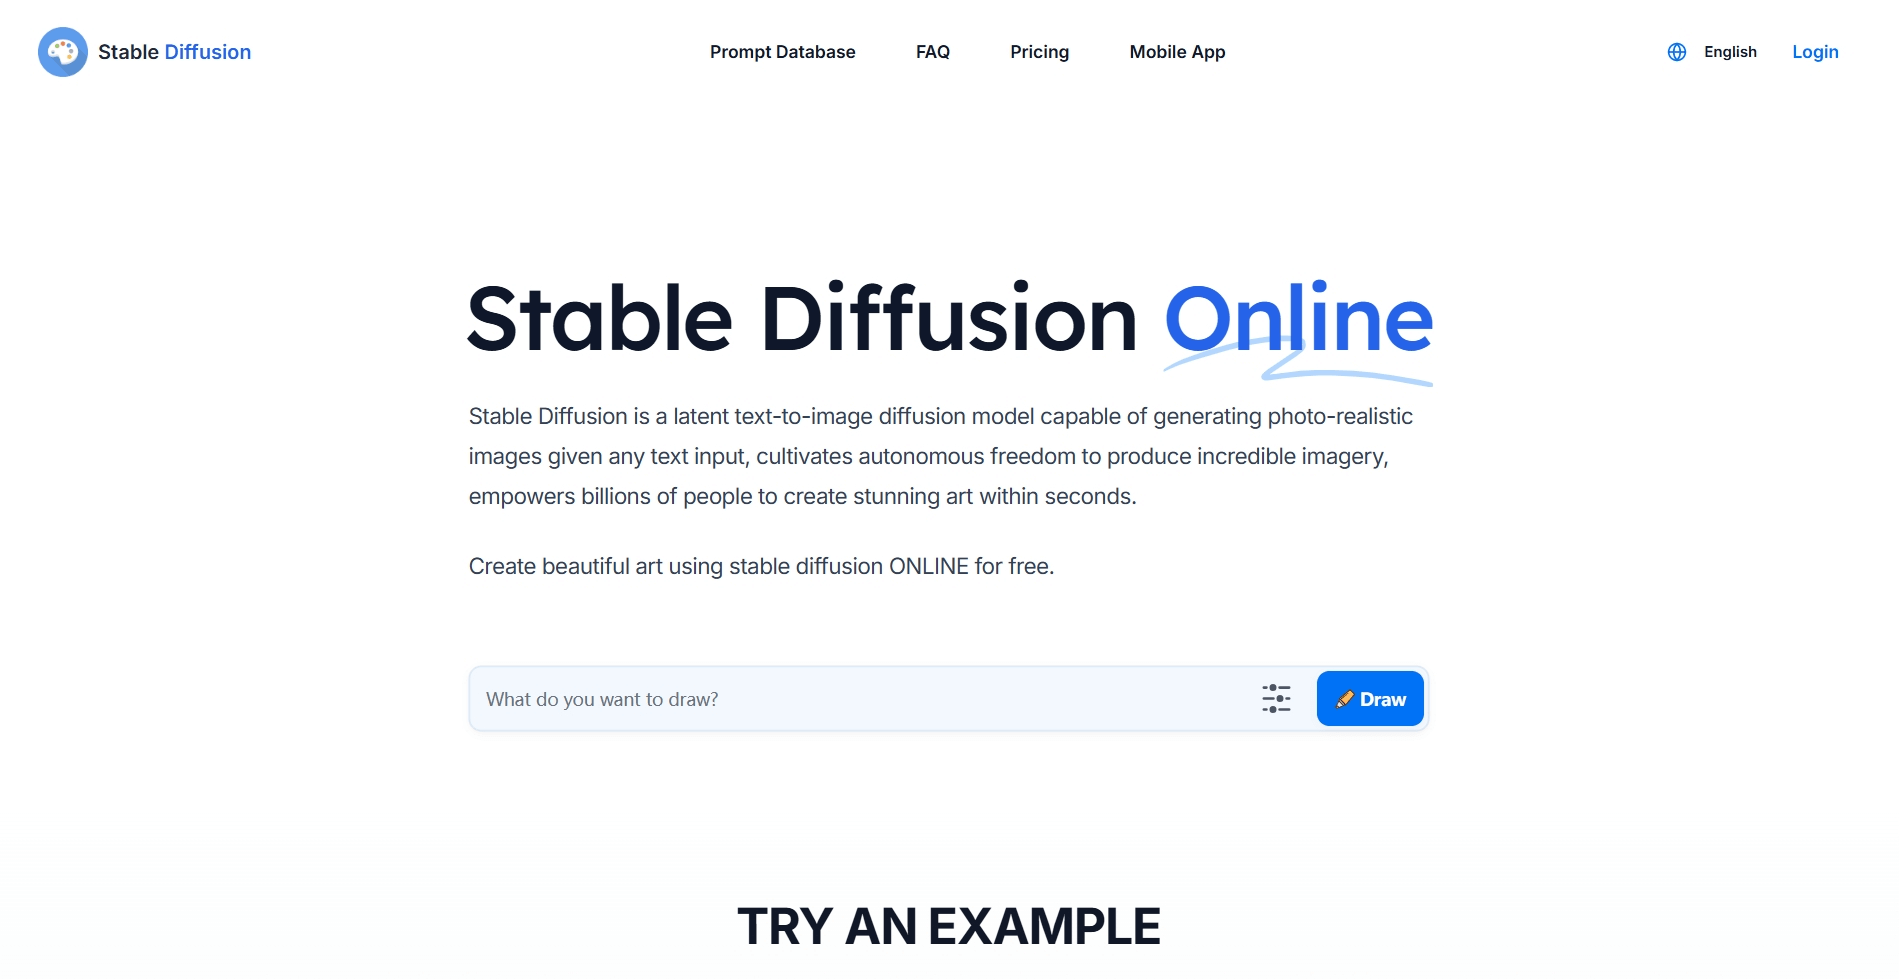 Stable Diffusion
Prompt Database
FAQ
Pricing
Mobile App
English
Login
Stable Diffusion Online
Stable Diffusion is a latent text-to-image diffusion model capable of generating photo-realistic
images given any text input, cultivates autonomous freedom to produce incredible imagery,
empowers billions of people to create stunning art within seconds.
Create beautiful art using stable diffusion ONLINE for free.
What do you want to draw?
Draw
TRY AN EXAMPLE